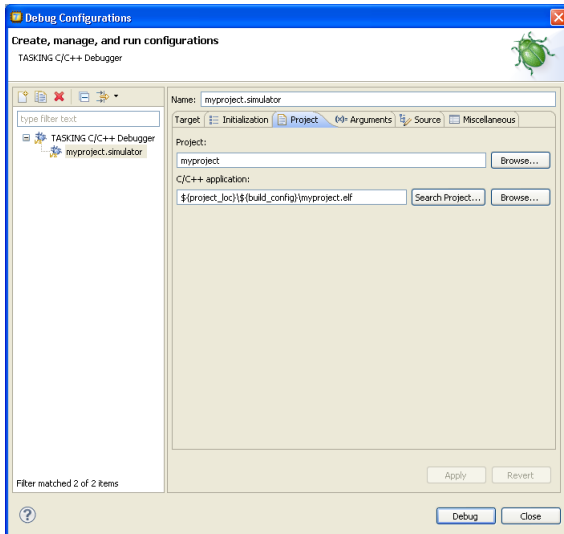 Debug Configurations
Create, manage, and run configurations
TASKING C/C++ Debugger
type filter text
TASKING C/C++ Debugger
myproject.simulator
Filter matched 2 of 2 items
Name: myproject.simulator
Target Initialization Project (x)= Arguments Source Miscellaneous
Project:
myproject Browse...
C/C++ application:
${project_loc}\${build_config}\myproject.elf Search Project... Browse...
Apply Revert
Debug Close